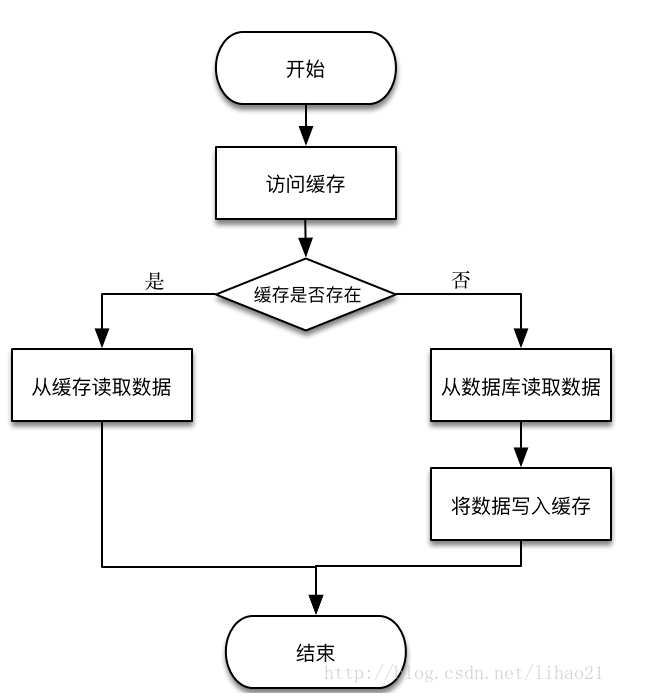 开始
访问缓存
缓存是否存在
是
否
从缓存读取数据
从数据库读取数据
将数据写入缓存
结束
http://blog.csdn.net/lihao21